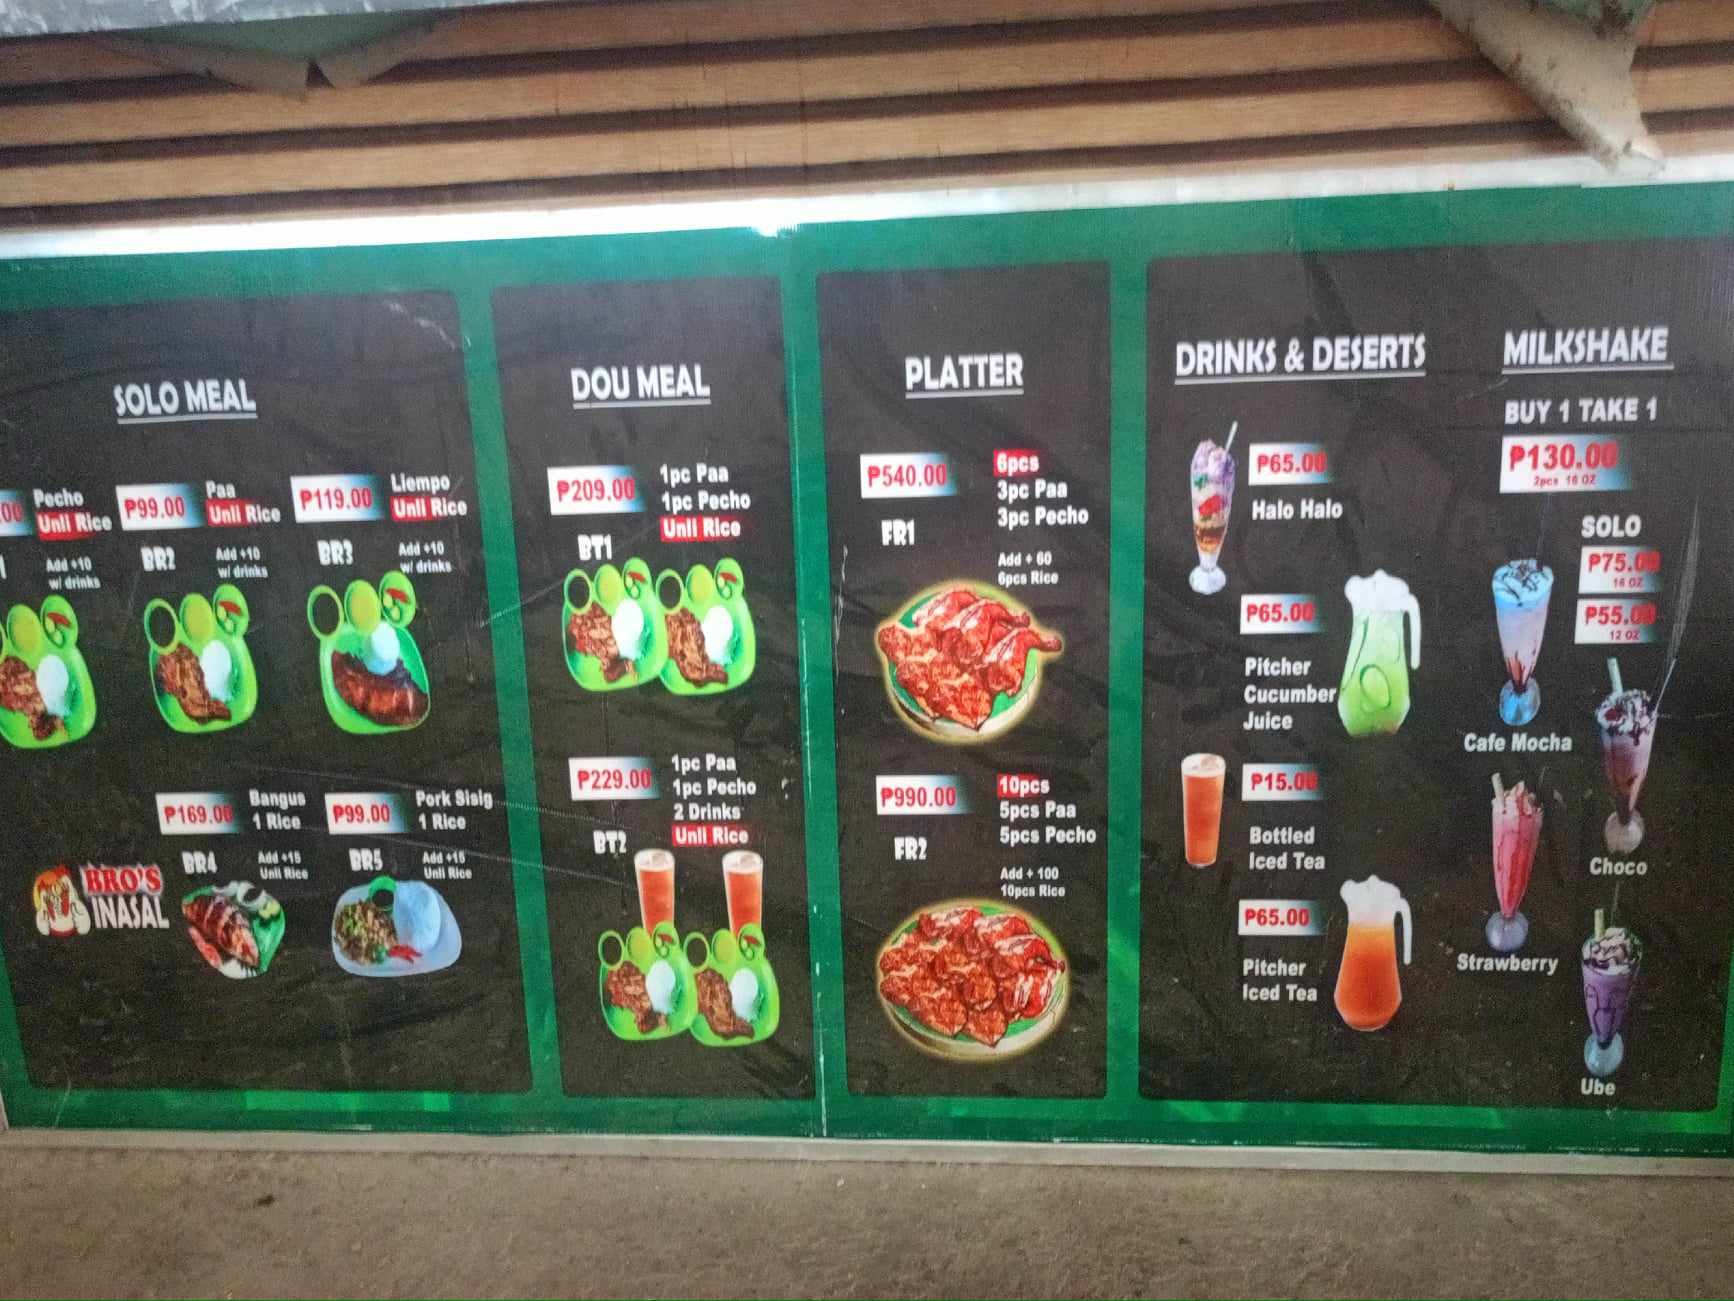 SOLO MEAL
.00
Pecho
Unli Rice
Add +10
w/ drinks
₱99.00
Paa
Unli Rice
BR2
Add +10
w/ drinks
₱119.00
Liempo
Unli Rice
BR3
Add +10
w/ drinks
₱169.00
Bangus
1 Rice
BR4
Add +15
Unli Rice
₱99.00
Pork Sisig
1 Rice
BR5
Add +15
Unli Rice
BRO'S
INASAL
DOU MEAL
₱209.00
1pc Paa
1pc Pecho
Unli Rice
BT1
₱229.00
1pc Paa
1pc Pecho
2 Drinks
Unli Rice
BT2
PLATTER
₱540.00
6pcs
3pc Paa
3pc Pecho
FR1
Add + 60
6pcs Rice
₱990.00
10pcs
5pcs Paa
5pcs Pecho
FR2
Add + 100
10pcs Rice
DRINKS & DESERTS
₱65.00
Halo Halo
₱65.00
Pitcher
Cucumber
Juice
₱15.00
Bottled
Iced Tea
₱65.00
Pitcher
Iced Tea
MILKSHAKE
BUY 1 TAKE 1
₱130.00
2pcs 16 OZ
SOLO
₱75.00
16 OZ
₱55.00
12 OZ
Cafe Mocha
Choco
Strawberry
Ube